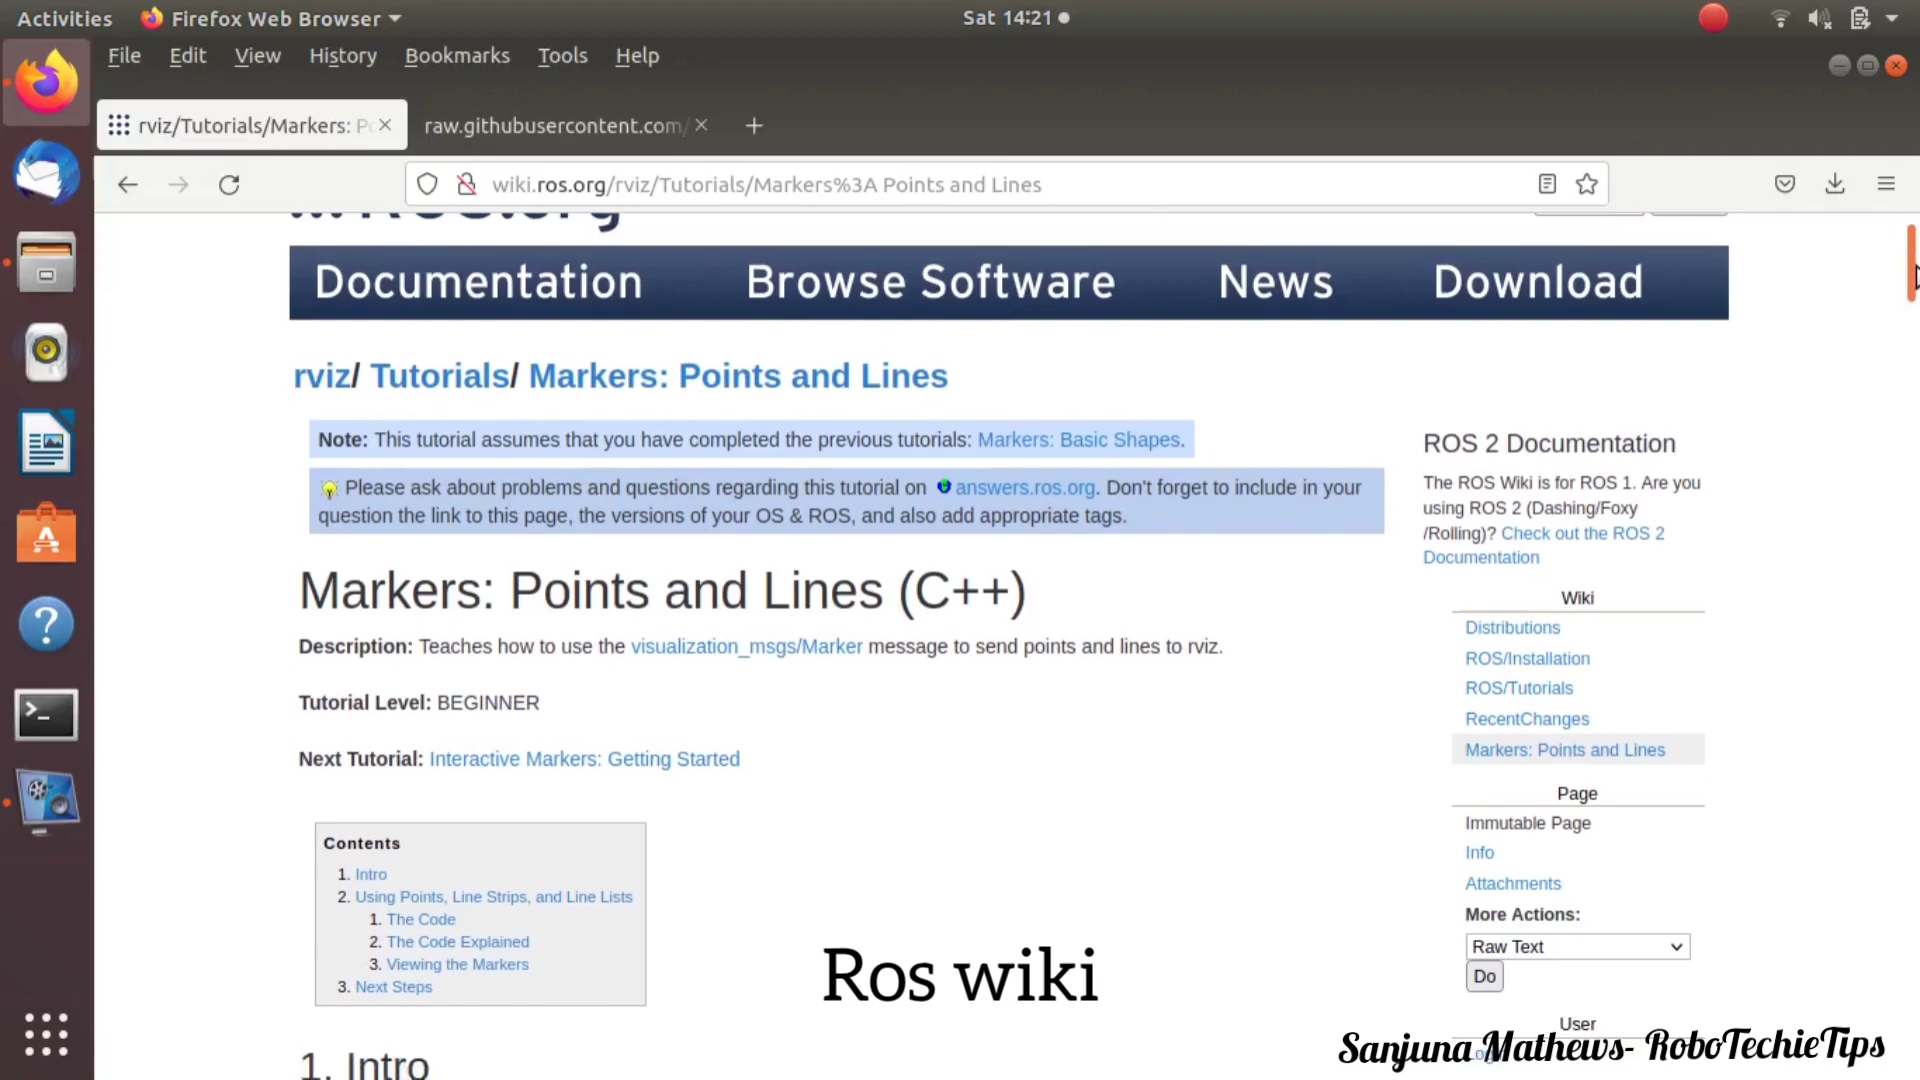 Activities Firefox Web Browser Sat 14:21
File Edit View History Bookmarks Tools Help
rviz/Tutorials/Markers: Po raw.githubusercontent.com/
wiki.ros.org/rviz/Tutorials/Markers%3A Points and Lines
Documentation Browse Software News Download
rviz/ Tutorials/ Markers: Points and Lines
Note: This tutorial assumes that you have completed the previous tutorials: Markers: Basic Shapes.
Please ask about problems and questions regarding this tutorial on answers.ros.org. Don't forget to include in your
question the link to this page, the versions of your OS & ROS, and also add appropriate tags.
Markers: Points and Lines (C++)
Description: Teaches how to use the visualization_msgs/Marker message to send points and lines to rviz.
Tutorial Level: BEGINNER
Next Tutorial: Interactive Markers: Getting Started
Contents
1. Intro
2. Using Points, Line Strips, and Line Lists
1. The Code
2. The Code Explained
3. Viewing the Markers
3. Next Steps
1. Intro
ROS 2 Documentation
The ROS Wiki is for ROS 1. Are you
using ROS 2 (Dashing/Foxy
/Rolling)? Check out the ROS 2
Documentation
Wiki
Distributions
ROS/Installation
ROS/Tutorials
RecentChanges
Markers: Points and Lines
Page
Immutable Page
Info
Attachments
More Actions:
Raw Text
Do
User
Ros wiki
Sanjuna Mathews- RoboTechieTips